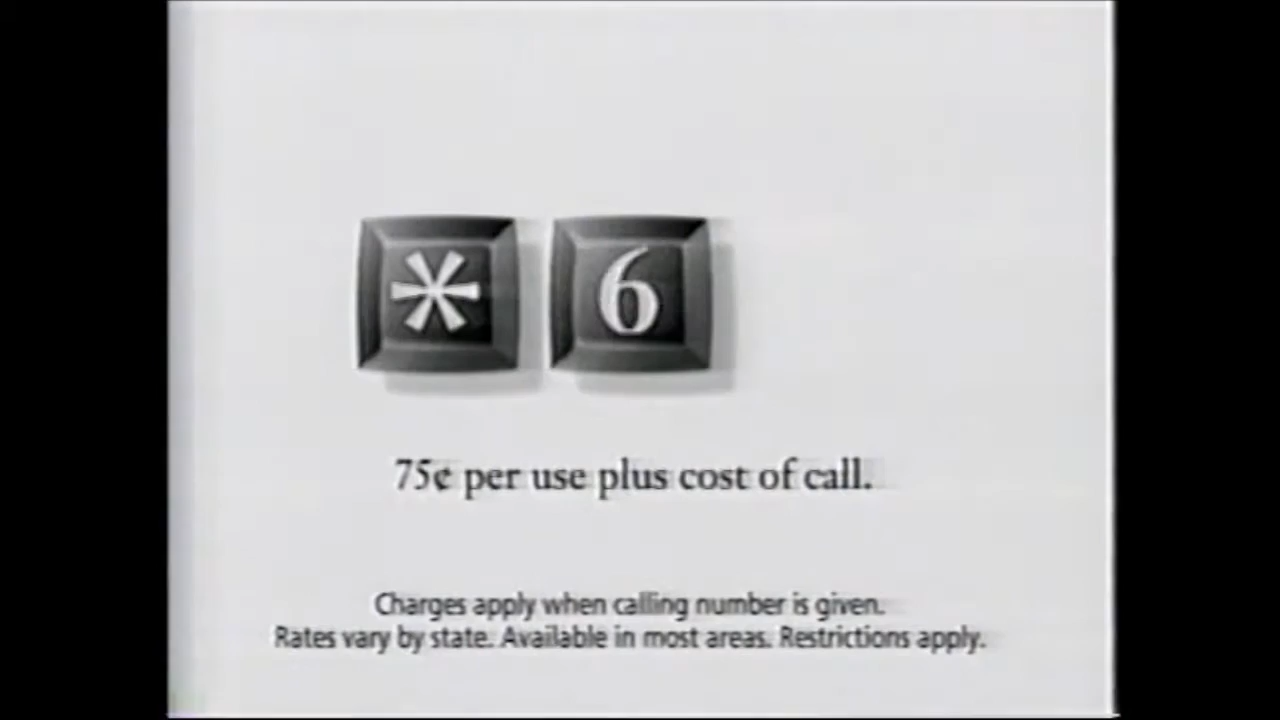 * 6
75¢ per use plus cost of call.
Charges apply when calling number is given.
Rates vary by state. Available in most areas. Restrictions apply.